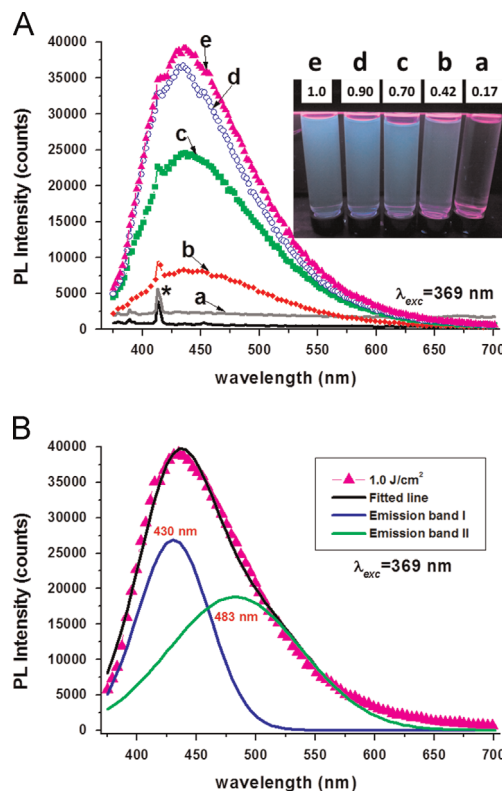 A
40000
35000
30000
25000
20000
15000
10000
5000
0
PL Intensity (counts)
e
d
c
b
a
*
e d c b a
1.0 0.90 0.70 0.42 0.17
λexc=369 nm
400 450 500 550 600 650 700
wavelength (nm)
B
40000
35000
30000
25000
20000
15000
10000
5000
0
PL Intensity (counts)
430 nm
483 nm
1.0 J/cm²
Fitted line
Emission band I
Emission band II
λexc=369 nm
400 450 500 550 600 650 700
wavelength (nm)